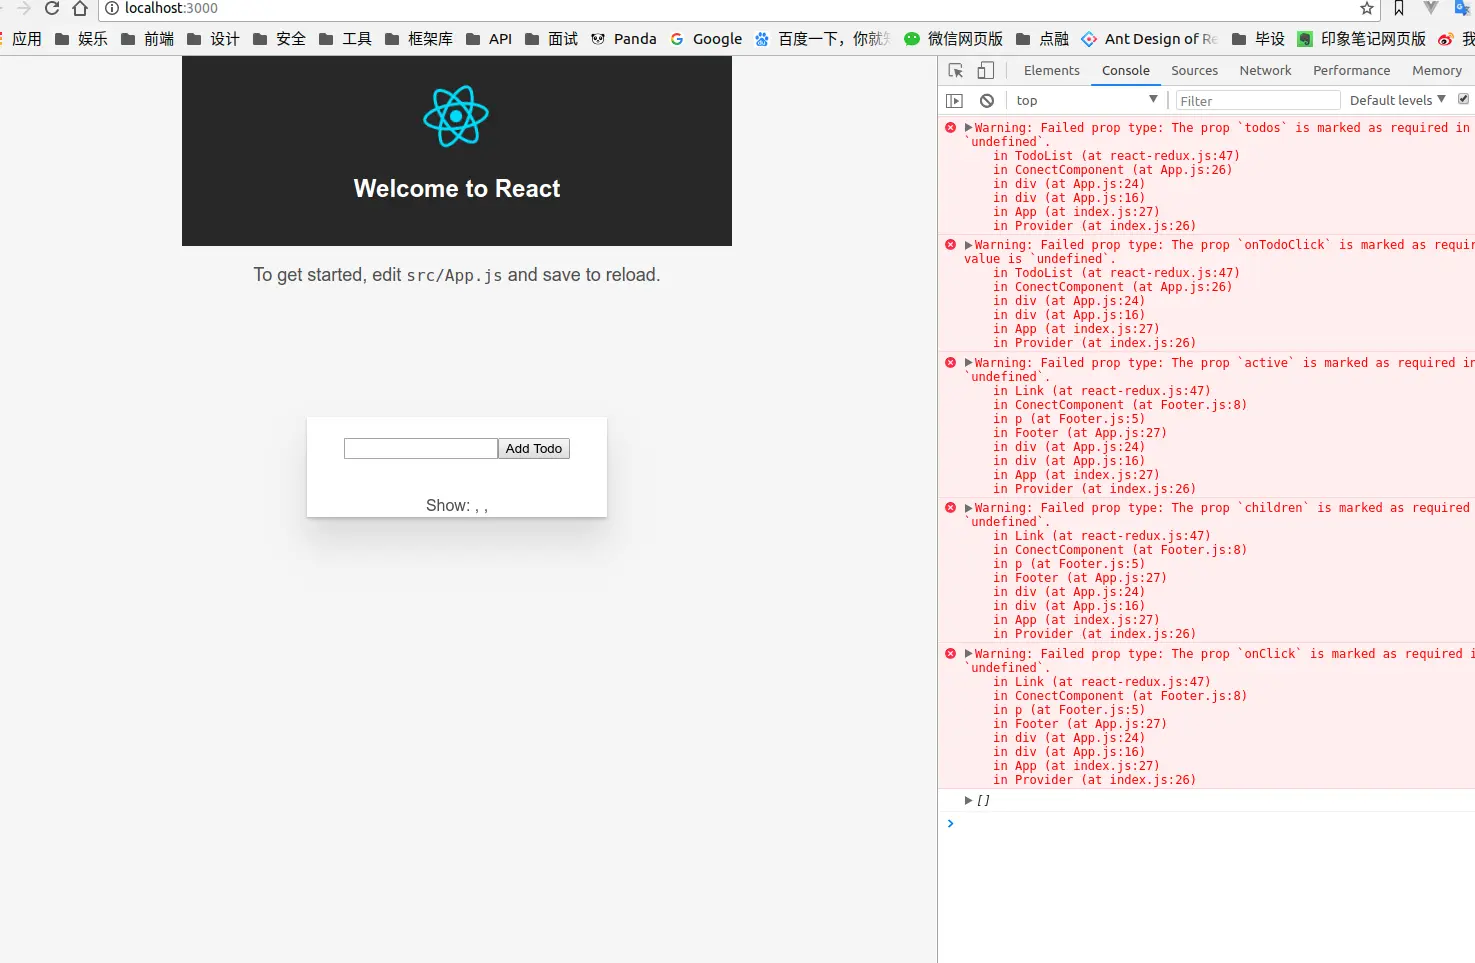 localhost:3000
应用 娱乐 前端 设计 安全 工具 框架库 API 面试 Panda Google 百度一下，你就 微信网页版 点融 Ant Design of Re 毕设 印象笔记网页版
Elements Console Sources Network Performance Memory
top Filter Default levels
Welcome to React
To get started, edit src/App.js and save to reload.
Add Todo
Show: , ,
Warning: Failed prop type: The prop `todos` is marked as required in
`undefined`.
in TodoList (at react-redux.js:47)
in ConectComponent (at App.js:26)
in div (at App.js:24)
in div (at App.js:16)
in App (at index.js:27)
in Provider (at index.js:26)
Warning: Failed prop type: The prop `onTodoClick` is marked as requir
value is `undefined`.
in TodoList (at react-redux.js:47)
in ConectComponent (at App.js:26)
in div (at App.js:24)
in div (at App.js:16)
in App (at index.js:27)
in Provider (at index.js:26)
Warning: Failed prop type: The prop `active` is marked as required in
`undefined`.
in Link (at react-redux.js:47)
in ConectComponent (at Footer.js:8)
in p (at Footer.js:5)
in Footer (at App.js:27)
in div (at App.js:24)
in div (at App.js:16)
in App (at index.js:27)
in Provider (at index.js:26)
Warning: Failed prop type: The prop `children` is marked as required
`undefined`.
in Link (at react-redux.js:47)
in ConectComponent (at Footer.js:8)
in p (at Footer.js:5)
in Footer (at App.js:27)
in div (at App.js:24)
in div (at App.js:16)
in App (at index.js:27)
in Provider (at index.js:26)
Warning: Failed prop type: The prop `onClick` is marked as required i
`undefined`.
in Link (at react-redux.js:47)
in ConectComponent (at Footer.js:8)
in p (at Footer.js:5)
in Footer (at App.js:27)
in div (at App.js:24)
in div (at App.js:16)
in App (at index.js:27)
in Provider (at index.js:26)
[]